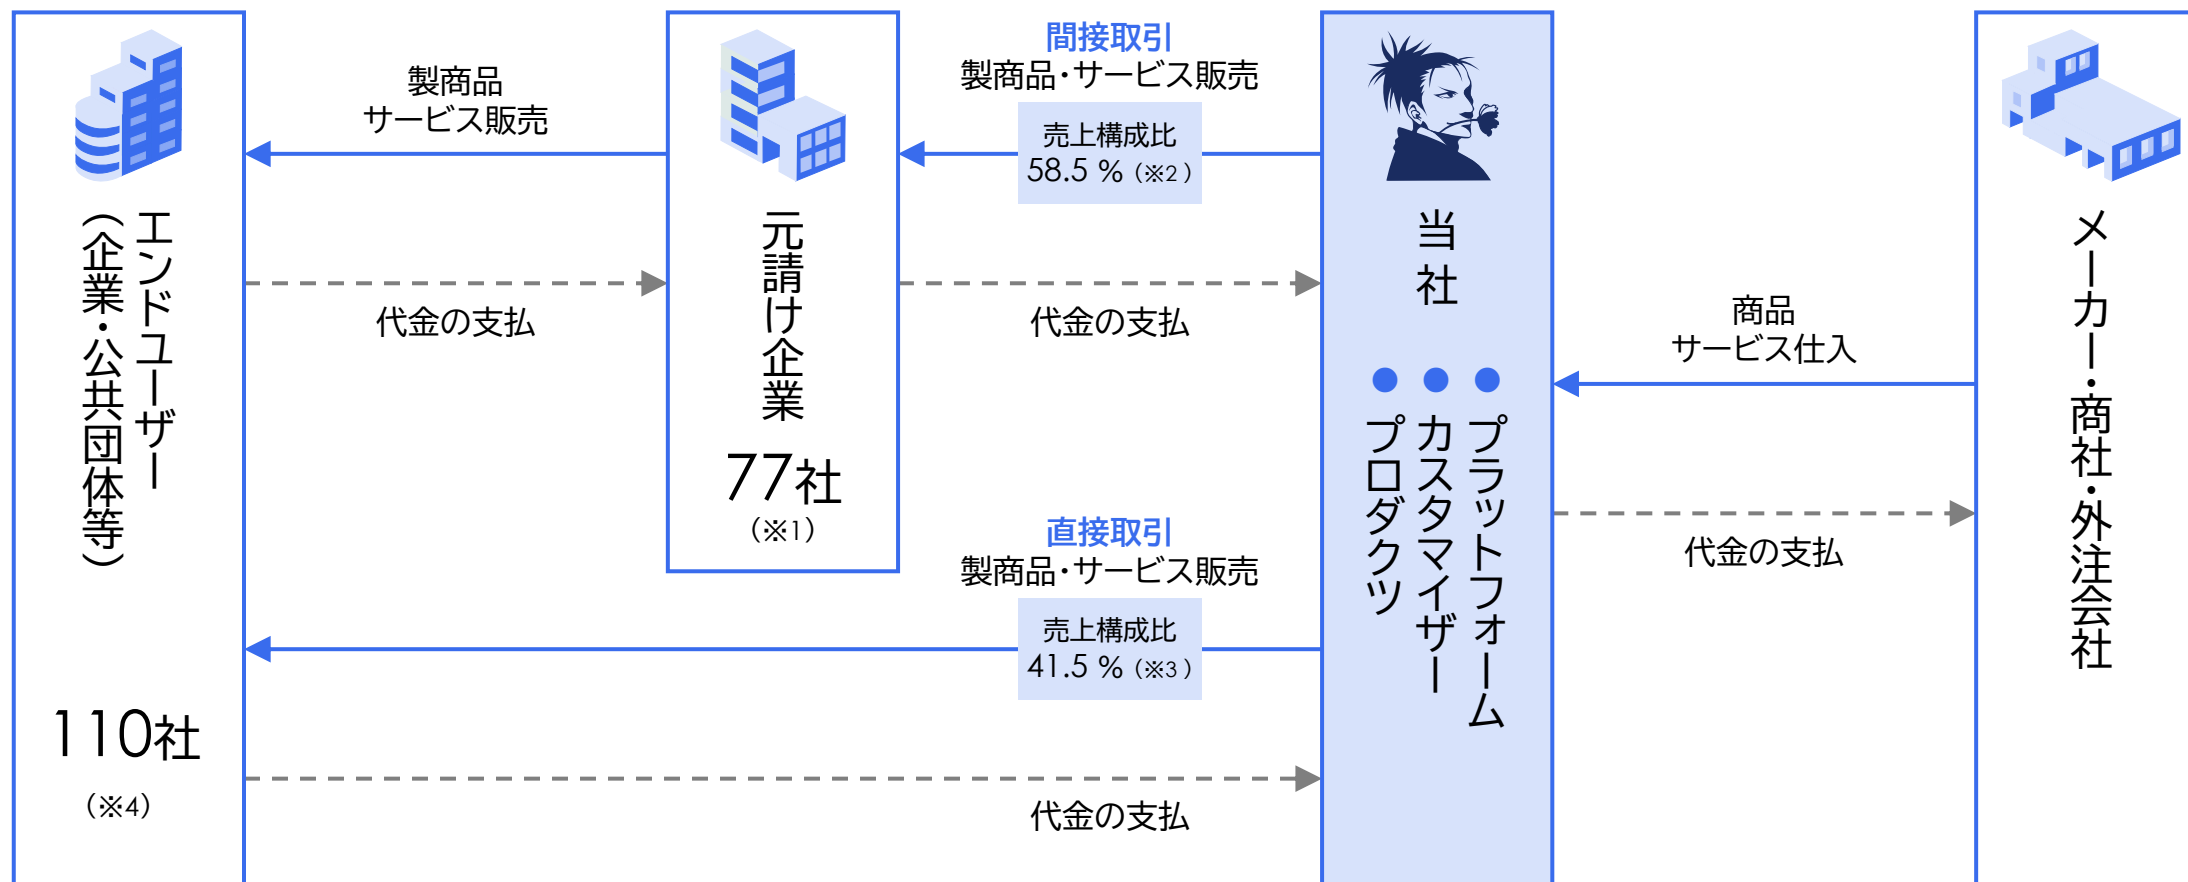 エンドユーザー
（企業・公共団体等）
110社
（※4）
製商品
サービス販売
代金の支払
元請け企業
77社
（※1）
間接取引
製商品・サービス販売
売上構成比
58.5 %（※2）
代金の支払
直接取引
製商品・サービス販売
売上構成比
41.5 %（※3）
代金の支払
当社
● プラットフォーム
● カスタマイザー
● プロダクツ
商品
サービス仕入
代金の支払
メーカー・商社・外注会社